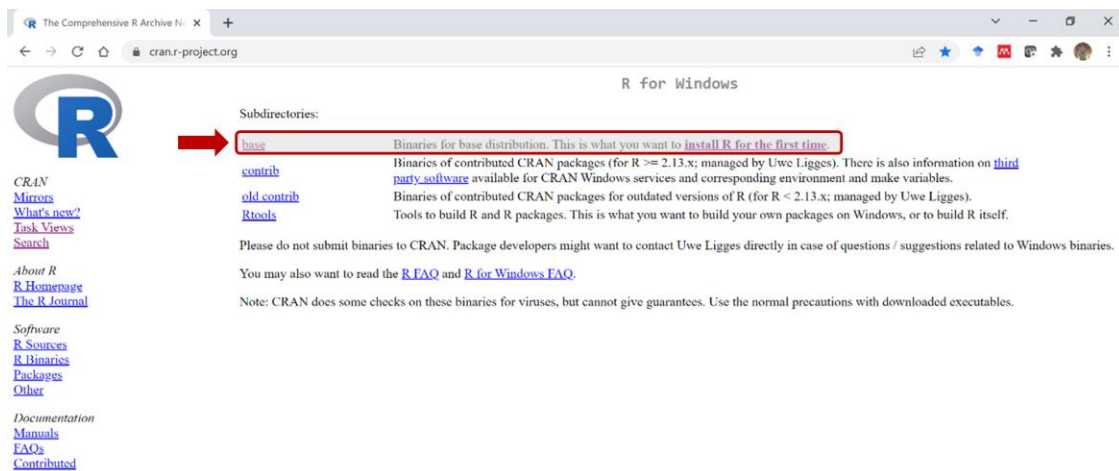 The Comprehensive R Archive Ne
cran.r-project.org
R
R for Windows
Subdirectories:
base Binaries for base distribution. This is what you want to install R for the first time.
contrib Binaries of contributed CRAN packages (for R >= 2.13.x; managed by Uwe Ligges). There is also information on third
party software available for CRAN Windows services and corresponding environment and make variables.
old contrib Binaries of contributed CRAN packages for outdated versions of R (for R < 2.13.x; managed by Uwe Ligges).
Rtools Tools to build R and R packages. This is what you want to build your own packages on Windows, or to build R itself.
Please do not submit binaries to CRAN. Package developers might want to contact Uwe Ligges directly in case of questions / suggestions related to Windows binaries.
You may also want to read the R FAQ and R for Windows FAQ.
Note: CRAN does some checks on these binaries for viruses, but cannot give guarantees. Use the normal precautions with downloaded executables.
CRAN
Mirrors
What's new?
Task Views
Search
About R
R Homepage
The R Journal
Software
R Sources
R Binaries
Packages
Other
Documentation
Manuals
FAQs
Contributed